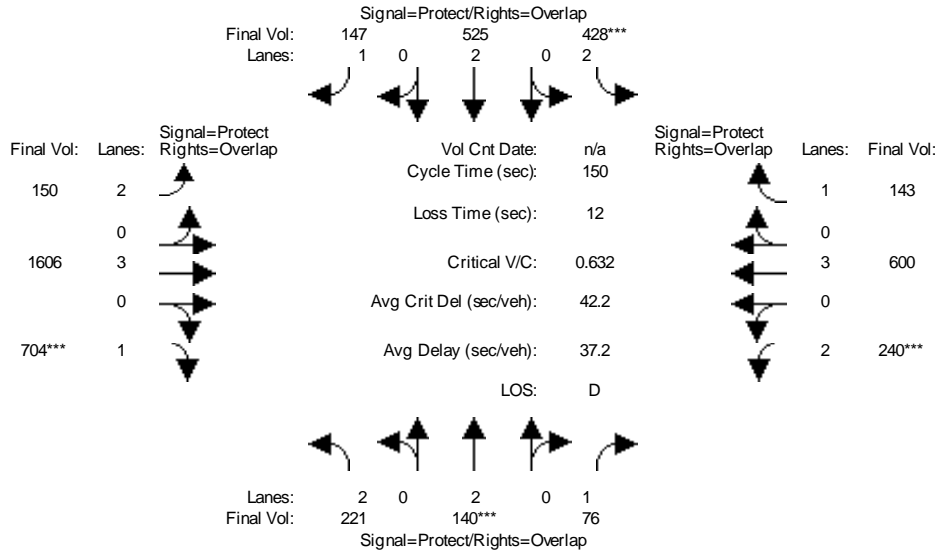 Signal=Protect/Rights=Overlap
Final Vol: 147 525 428***
Lanes: 1 0 2 0 2
Signal=Protect Signal=Protect
Final Vol: Lanes: Rights=Overlap Vol Cnt Date: n/a Rights=Overlap Lanes: Final Vol:
Cycle Time (sec): 150
150 2 1 143
Loss Time (sec): 12
0 0
1606 3 Critical V/C: 0.632 3 600
0 Avg Crit Del (sec/veh): 42.2 0
704*** 1 Avg Delay (sec/veh): 37.2 2 240***
LOS: D
Lanes: 2 0 2 0 1
Final Vol: 221 140*** 76
Signal=Protect/Rights=Overlap